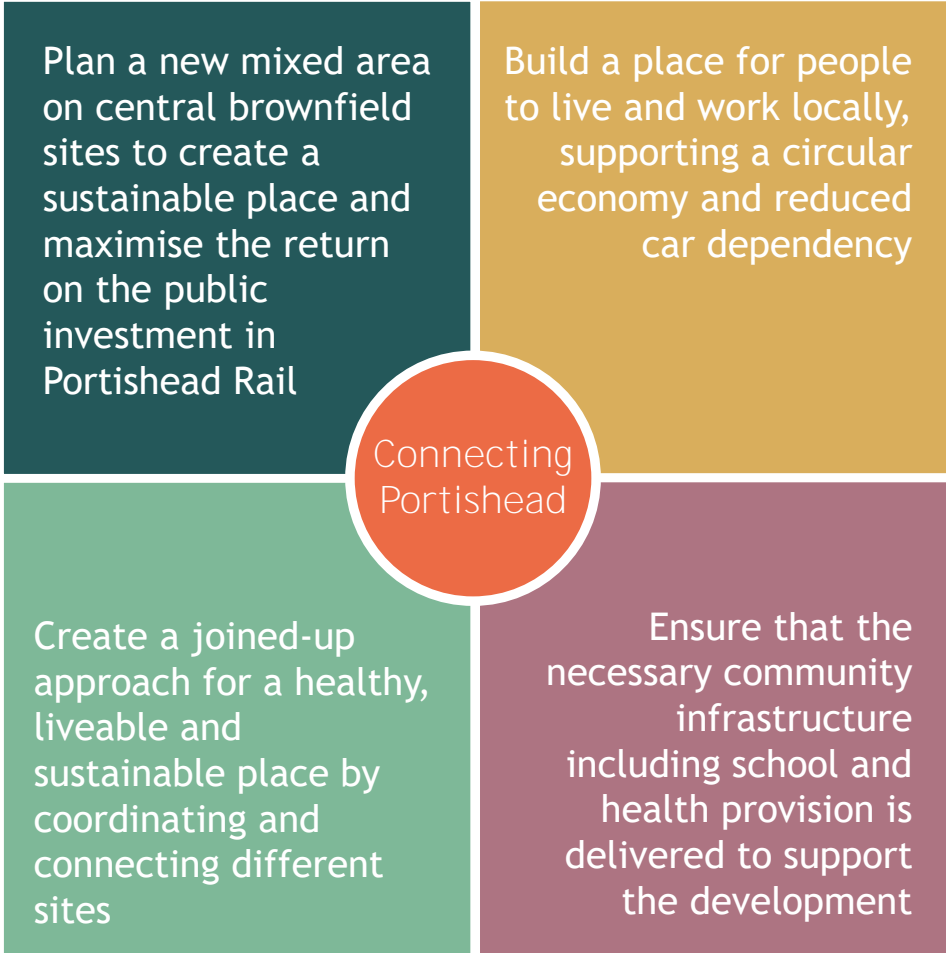 Plan a new mixed area
on central brownfield
sites to create a
sustainable place and
maximise the return
on the public
investment in
Portishead Rail
Build a place for people
to live and work locally,
supporting a circular
economy and reduced
car dependency
Connecting
Portishead
Create a joined-up
approach for a healthy,
liveable and
sustainable place by
coordinating and
connecting different
sites
Ensure that the
necessary community
infrastructure
including school and
health provision is
delivered to support
the development